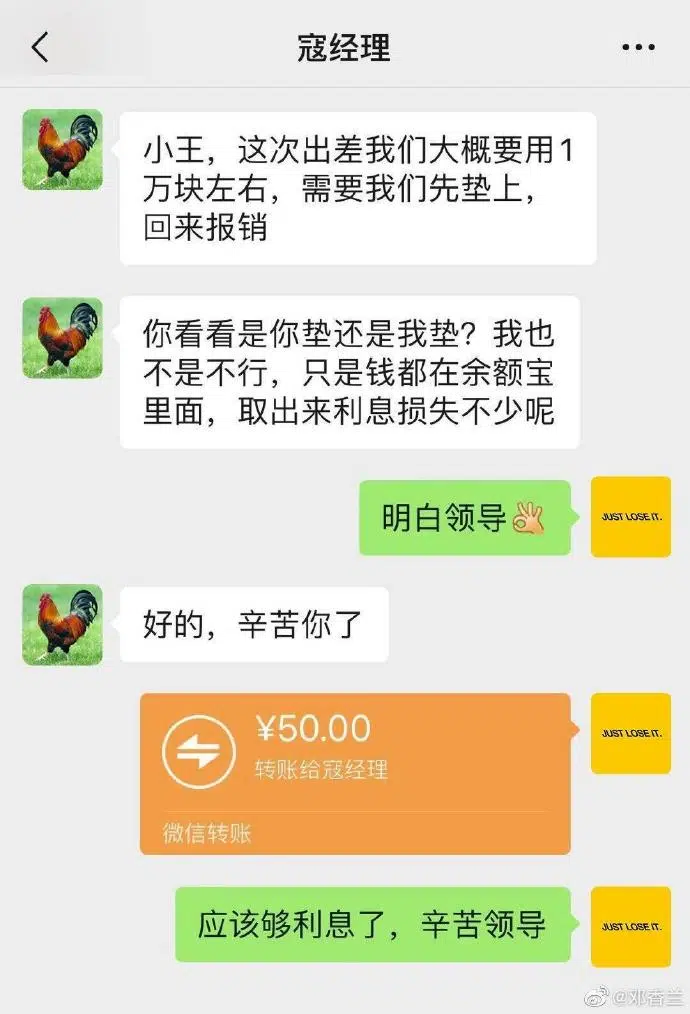 寇经理
小王，这次出差我们大概要用1
万块左右，需要我们先垫上，
回来报销
你看看是你垫还是我垫？我也
不是不行，只是钱都在余额宝
里面，取出来利息损失不少呢
明白领导👌
JUST LOSE IT.
好的，辛苦你了
¥50.00
转账给寇经理
微信转账
JUST LOSE IT.
应该够利息了，辛苦领导
JUST LOSE IT.
@邓香兰